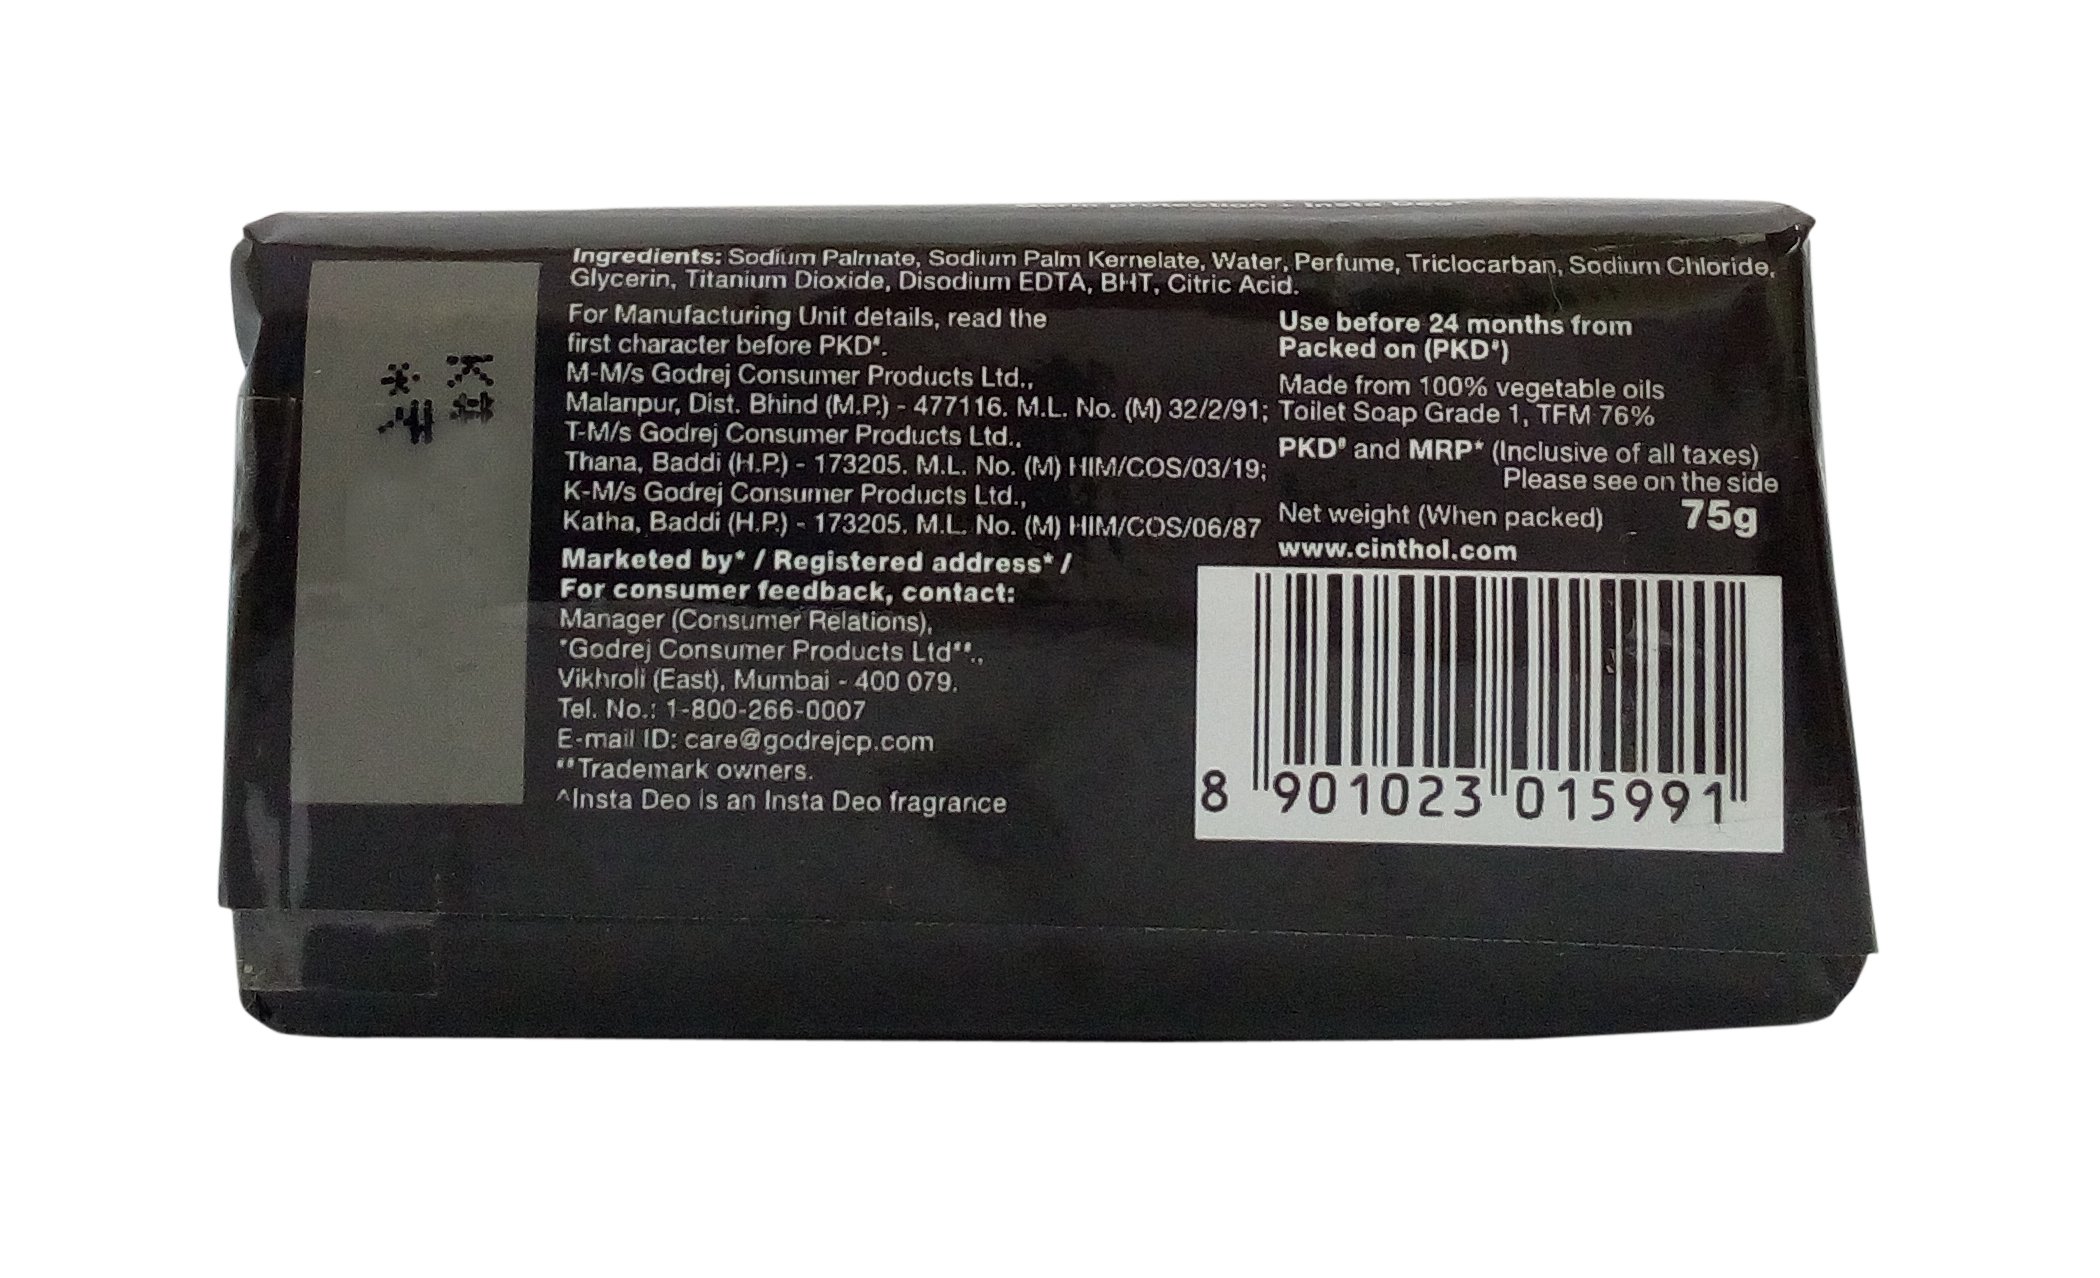 Ingredients: Sodium Palmate, Sodium Palm Kernelate, Water, Perfume, Triclocarban, Sodium Chloride,
Glycerin, Titanium Dioxide, Disodium EDTA, BHT, Citric Acid.
For Manufacturing Unit details, read the
first character before PKD#.
M-M/s Godrej Consumer Products Ltd.,
Malanpur, Dist. Bhind (M.P.) - 477116. M.L. No. (M) 32/2/91;
T-M/s Godrej Consumer Products Ltd.,
Thana, Baddi (H.P.) - 173205. M.L. No. (M) HIM/COS/03/19;
K-M/s Godrej Consumer Products Ltd.,
Katha, Baddi (H.P.) - 173205. M.L. No. (M) HIM/COS/06/87
Marketed by* / Registered address* /
For consumer feedback, contact:
Manager (Consumer Relations),
*Godrej Consumer Products Ltd**.,
Vikhroli (East), Mumbai - 400 079.
Tel. No.: 1-800-266-0007
E-mail ID: care@godrejcp.com
**Trademark owners.
^Insta Deo is an Insta Deo fragrance
Use before 24 months from
Packed on (PKD#)
Made from 100% vegetable oils
Toilet Soap Grade 1, TFM 76%
PKD# and MRP* (Inclusive of all taxes)
Please see on the side
Net weight (When packed) 75g
www.cinthol.com
8 901023 015991